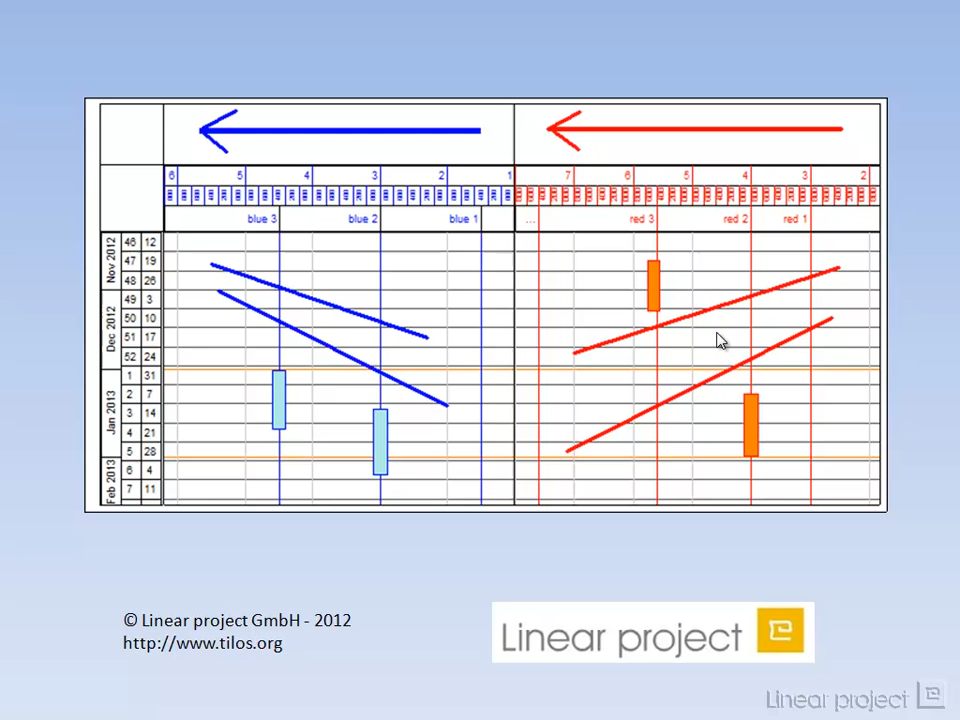 6 5 4 3 2 1 7 6 5 4 3 2
blue 3 blue 2 blue 1 ... red 3 red 2 red 1
Nov 2012
46 12
47 19
48 26
Dec 2012
49 3
50 10
51 17
52 24
Jan 2013
1 31
2 7
3 14
4 21
5 28
Feb 2013
6 4
7 11
© Linear project GmbH - 2012
http://www.tilos.org
Linear project
Linear project